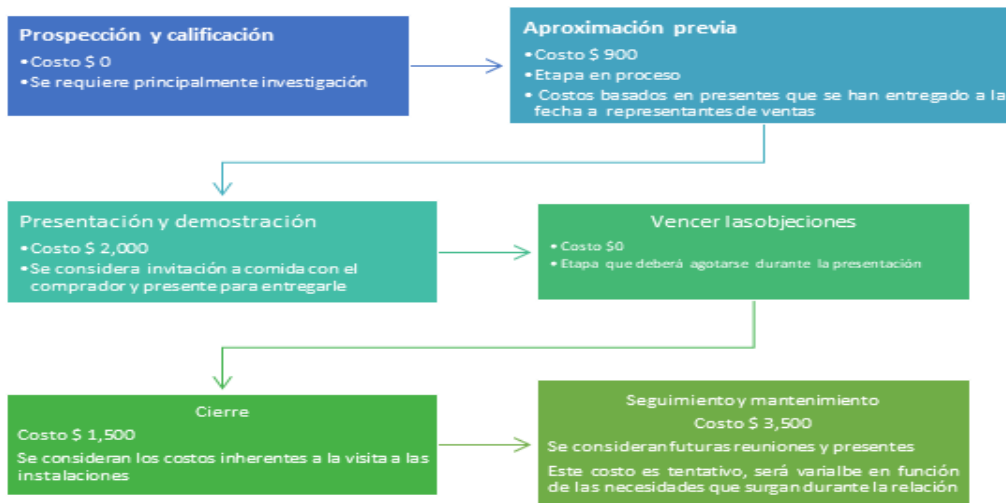 Prospección y calificación
•Costo $ 0
•Se requiere principalmente investigación
Aproximación previa
•Costo $ 900
•Etapa en proceso
• Costos basados en presentes que se han entregado a la
fecha a representantes de ventas
Presentación y demostración
•Costo $ 2,000
•Se considera invitación a comida con el
comprador y presente para entregarle
Vencer lasobjeciones
•Costo $0
•Etapa que deberá agotarse durante la presentación
Cierre
Costo $ 1,500
Se consideran los costos inherentes a la visita a las
instalaciones
Seguimiento y mantenimiento
Costo $ 3,500
Se consideran futuras reuniones y presentes
Este costo es tentativo, será varialbe en función
de las necesidades que surgan durante la relación